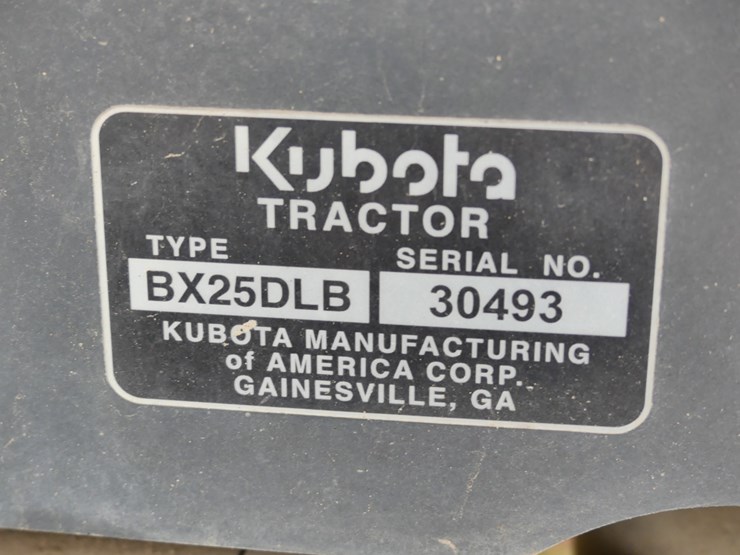 Kubota
TRACTOR
TYPE
SERIAL NO.
BX25DLB
30493
KUBOTA MANUFACTURING
of AMERICA CORP.
GAINESVILLE, GA